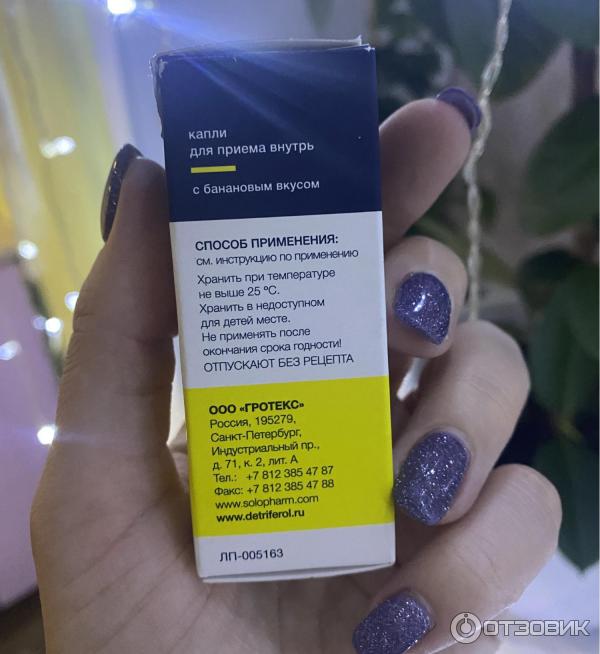 капли
для приема внутрь
с банановым вкусом
СПОСОБ ПРИМЕНЕНИЯ:
см. инструкцию по применению
Хранить при температуре
не выше 25 ºС.
Хранить в недоступном
для детей месте.
Не применять после
окончания срока годности!
ОТПУСКАЮТ БЕЗ РЕЦЕПТА
ООО «ГРОТЕКС»
Россия, 195279,
Санкт-Петербург,
Индустриальный пр.,
д. 71, к. 2, лит. А
Тел.: +7 812 385 47 87
Факс: +7 812 385 47 88
www.solopharm.com
www.detriferol.ru
ЛП-005163
ОТЗОВИК